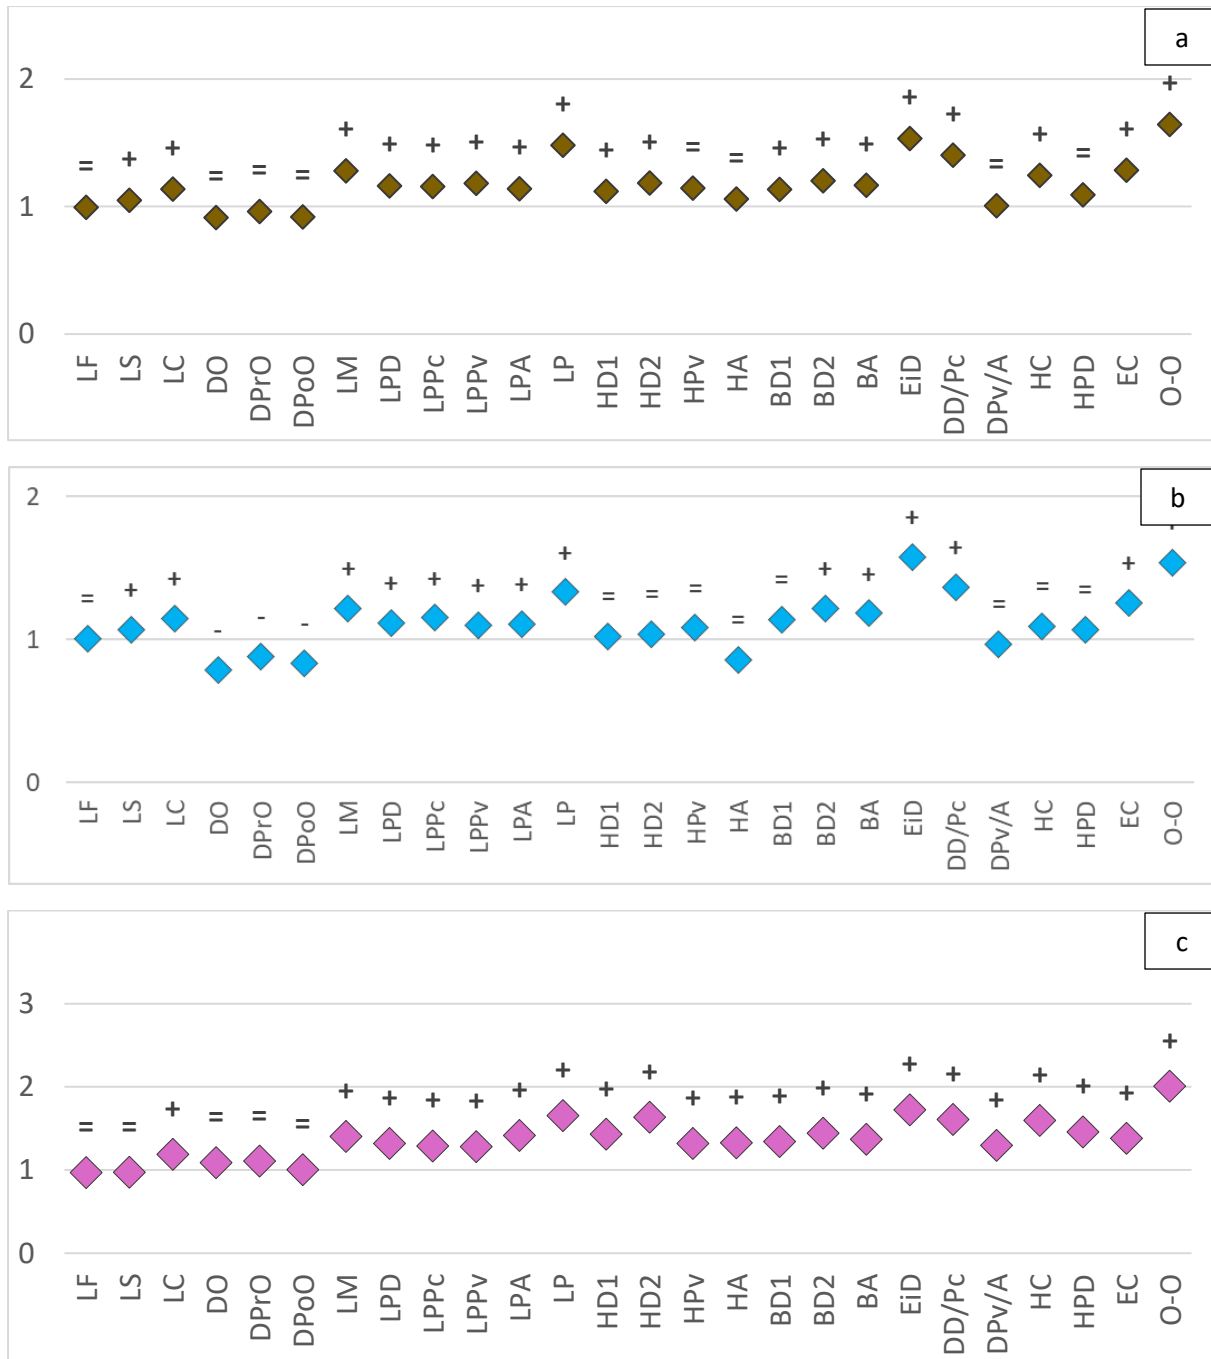 a
2
= + + = = = + + + + + + + + = = + + + + + = + = + +
1
0
LF LS LC DO DPrO DPoO LM LPD LPPc LPPv LPA LP HD1 HD2 HPv HA BD1 BD2 BA EiD DD/Pc DPv/A HC HPD EC O-O
b
2
= + + - - - + + + + + + = = = = = + + + + = = = + +
1
0
LF LS LC DO DPrO DPoO LM LPD LPPc LPPv LPA LP HD1 HD2 HPv HA BD1 BD2 BA EiD DD/Pc DPv/A HC HPD EC O-O
c
3
= = + = = = + + + + + + + + + + + + + + + + + + + +
2
1
0
LF LS LC DO DPrO DPoO LM LPD LPPc LPPv LPA LP HD1 HD2 HPv HA BD1 BD2 BA EiD DD/Pc DPv/A HC HPD EC O-O